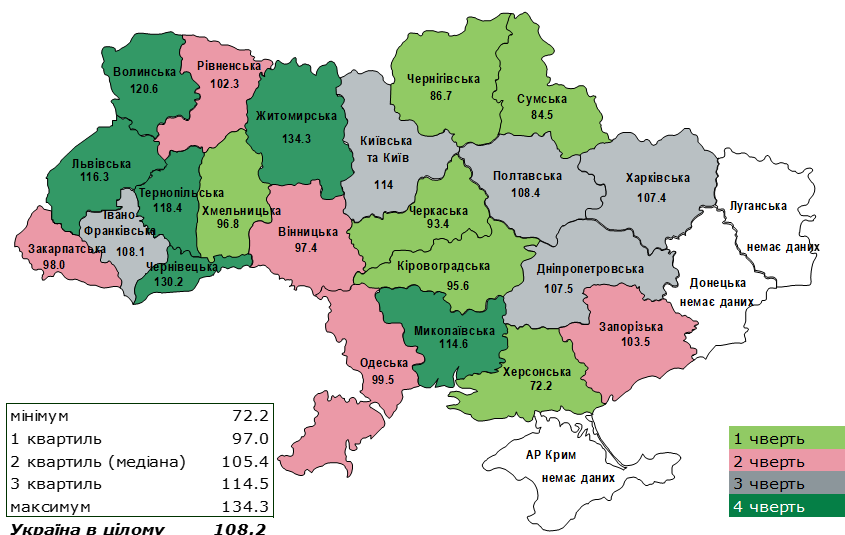 Волинська
120.6
Рівненська
102.3
Житомирська
134.3
Київська
та Київ
114
Чернігівська
86.7
Сумська
84.5
Львівська
116.3
Тернопільська
118.4
Хмельницька
96.8
Івано
Франківська
108.1
Закарпатська
98.0
Чернівецька
130.2
Вінницька
97.4
Черкаська
93.4
Полтавська
108.4
Харківська
107.4
Луганська
немає даних
Кіровоградська
95.6
Дніпропетровська
107.5
Донецька
немає даних
Миколаївська
114.6
Запорізька
103.5
Одеська
99.5
Херсонська
72.2
АР Крим
немає даних
мінімум 72.2
1 квартиль 97.0
2 квартиль (медіана) 105.4
3 квартиль 114.5
максимум 134.3
Україна в цілому 108.2
1 чверть
2 чверть
3 чверть
4 чверть